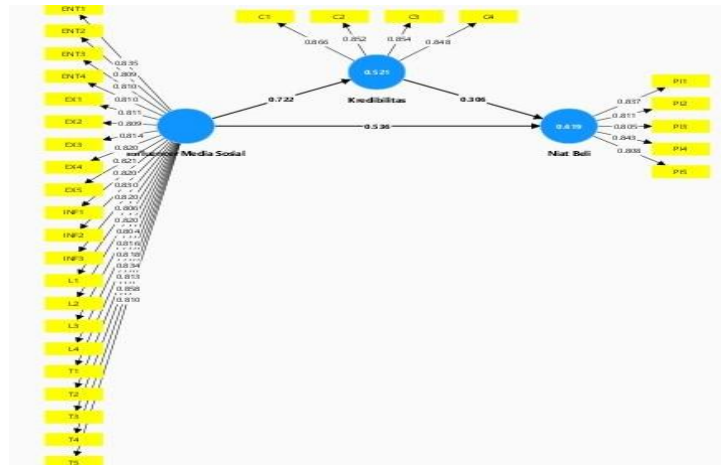 ENT1
ENT2
ENT3
ENT4
EX1
EX2
EX3
EX4
EX5
INF1
INF2
INF3
L1
L2
L3
L4
T1
T2
T3
T4
T5
0.835
0.809
0.810
0.810
0.811
0.809
0.814
0.820
0.821
0.820
0.820
0.806
0.820
0.804
0.816
0.818
0.834
0.813
0.858
0.810
Media Sosial
0.722
0.536
C1
C2
C3
C4
0.866
0.852
0.854
0.848
0.521
Kredibilitas
0.306
0.619
Niat Beli
0.837
0.811
0.805
0.843
0.808
PI1
PI2
PI3
PI4
PI5